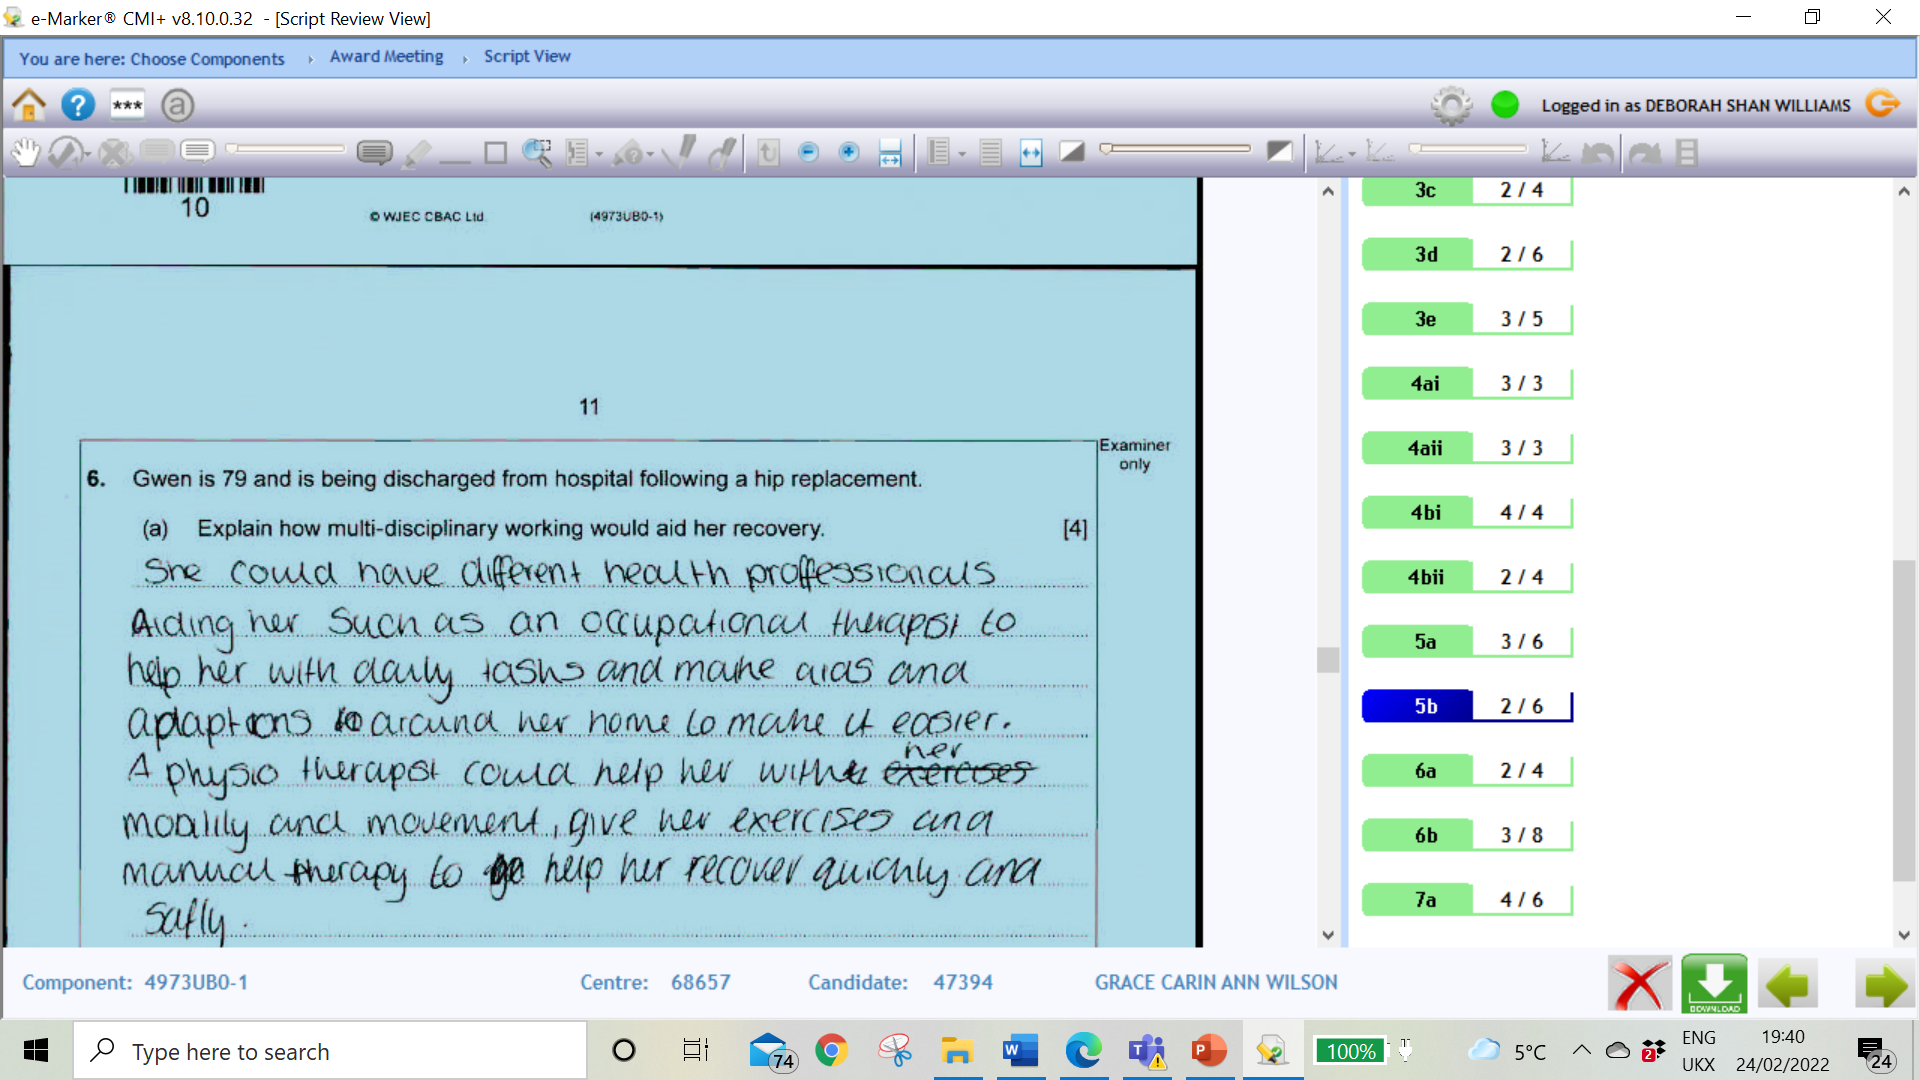 e-Marker® CMI+ v8.10.0.32 - [Script Review View]
You are here: Choose Components › Award Meeting › Script View
*** a Logged in as DEBORAH SHAN WILLIAMS
10 © WJEC CBAC Ltd. (4973UB0-1)
11
Examiner
only
6. Gwen is 79 and is being discharged from hospital following a hip replacement.
(a) Explain how multi-disciplinary working would aid her recovery. [4]
She could have different health proffessionals
Aiding her such as an occupational therapist to
help her with daily tasks and make aids and
adaptions to around her home to make it easier.
her
A physio therapist could help her with exercises
mobility and movement, give her exercises and
manual therapy to go help her recover quickly and
saftly.
3c 2 / 4
3d 2 / 6
3e 3 / 5
4ai 3 / 3
4aii 3 / 3
4bi 4 / 4
4bii 2 / 4
5a 3 / 6
5b 2 / 6
6a 2 / 4
6b 3 / 8
7a 4 / 6
Component: 4973UB0-1 Centre: 68657 Candidate: 47394 GRACE CARIN ANN WILSON
DOWNLOAD
Type here to search
74
100%
5°C
2
ENG
UKX
19:40
24/02/2022
24